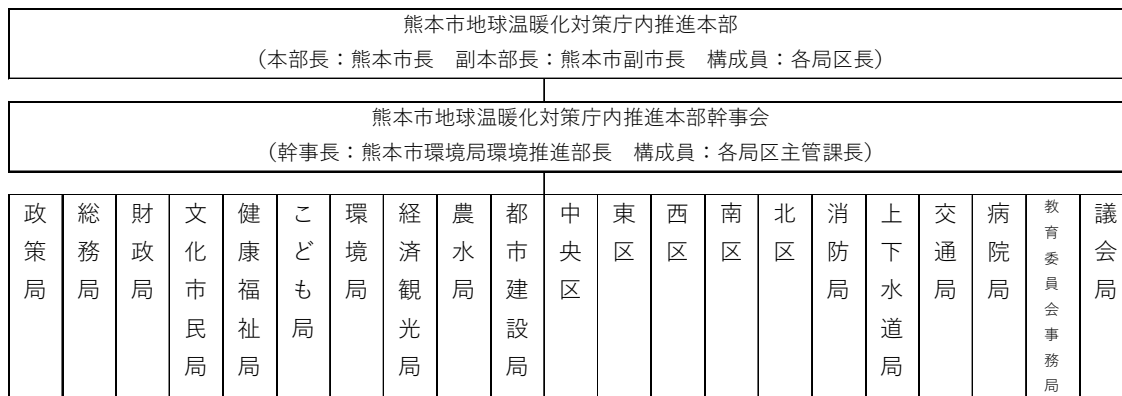 熊本市地球温暖化対策庁内推進本部
（本部長：熊本市長　副本部長：熊本市副市長　構成員：各局区長）
熊本市地球温暖化対策庁内推進本部幹事会
（幹事長：熊本市環境局環境推進部長　構成員：各局区主管課長）
政策局
総務局
財政局
文化市民局
健康福祉局
こども局
環境局
経済観光局
農水局
都市建設局
中央区
東区
西区
南区
北区
消防局
上下水道局
交通局
病院局
教育委員会事務局
議会局